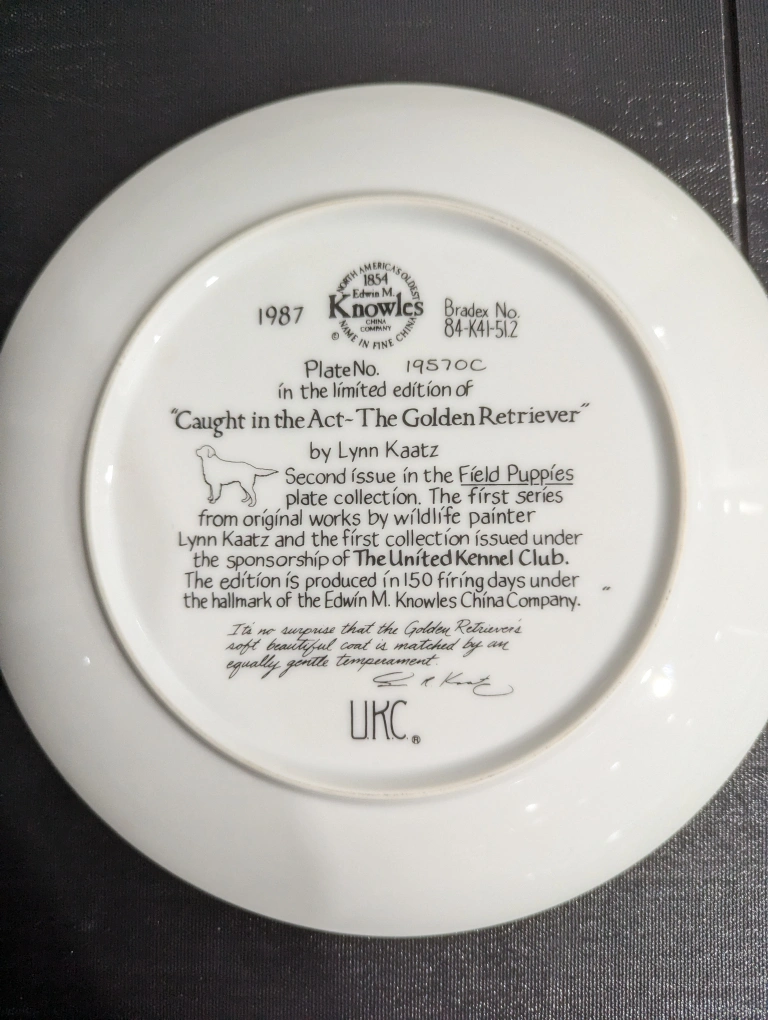 NORTH AMERICA'S OLDEST
1854
Edwin M.
Knowles
CHINA
COMPANY
© NAME IN FINE CHINA
1987
Bradex No.
84-K41-51.2
Plate No. 19570C
in the limited edition of
"Caught in the Act~The Golden Retriever"
by Lynn Kaatz
Second issue in the Field Puppies
plate collection. The first series
from original works by wildlife painter
Lynn Kaatz and the first collection issued under
the sponsorship of The United Kennel Club.
The edition is produced in 150 firing days under
the hallmark of the Edwin M. Knowles China Company.
It's no surprise that the Golden Retriever's
soft beautiful coat is matched by an
equally gentle temperament.
U.K.C.®